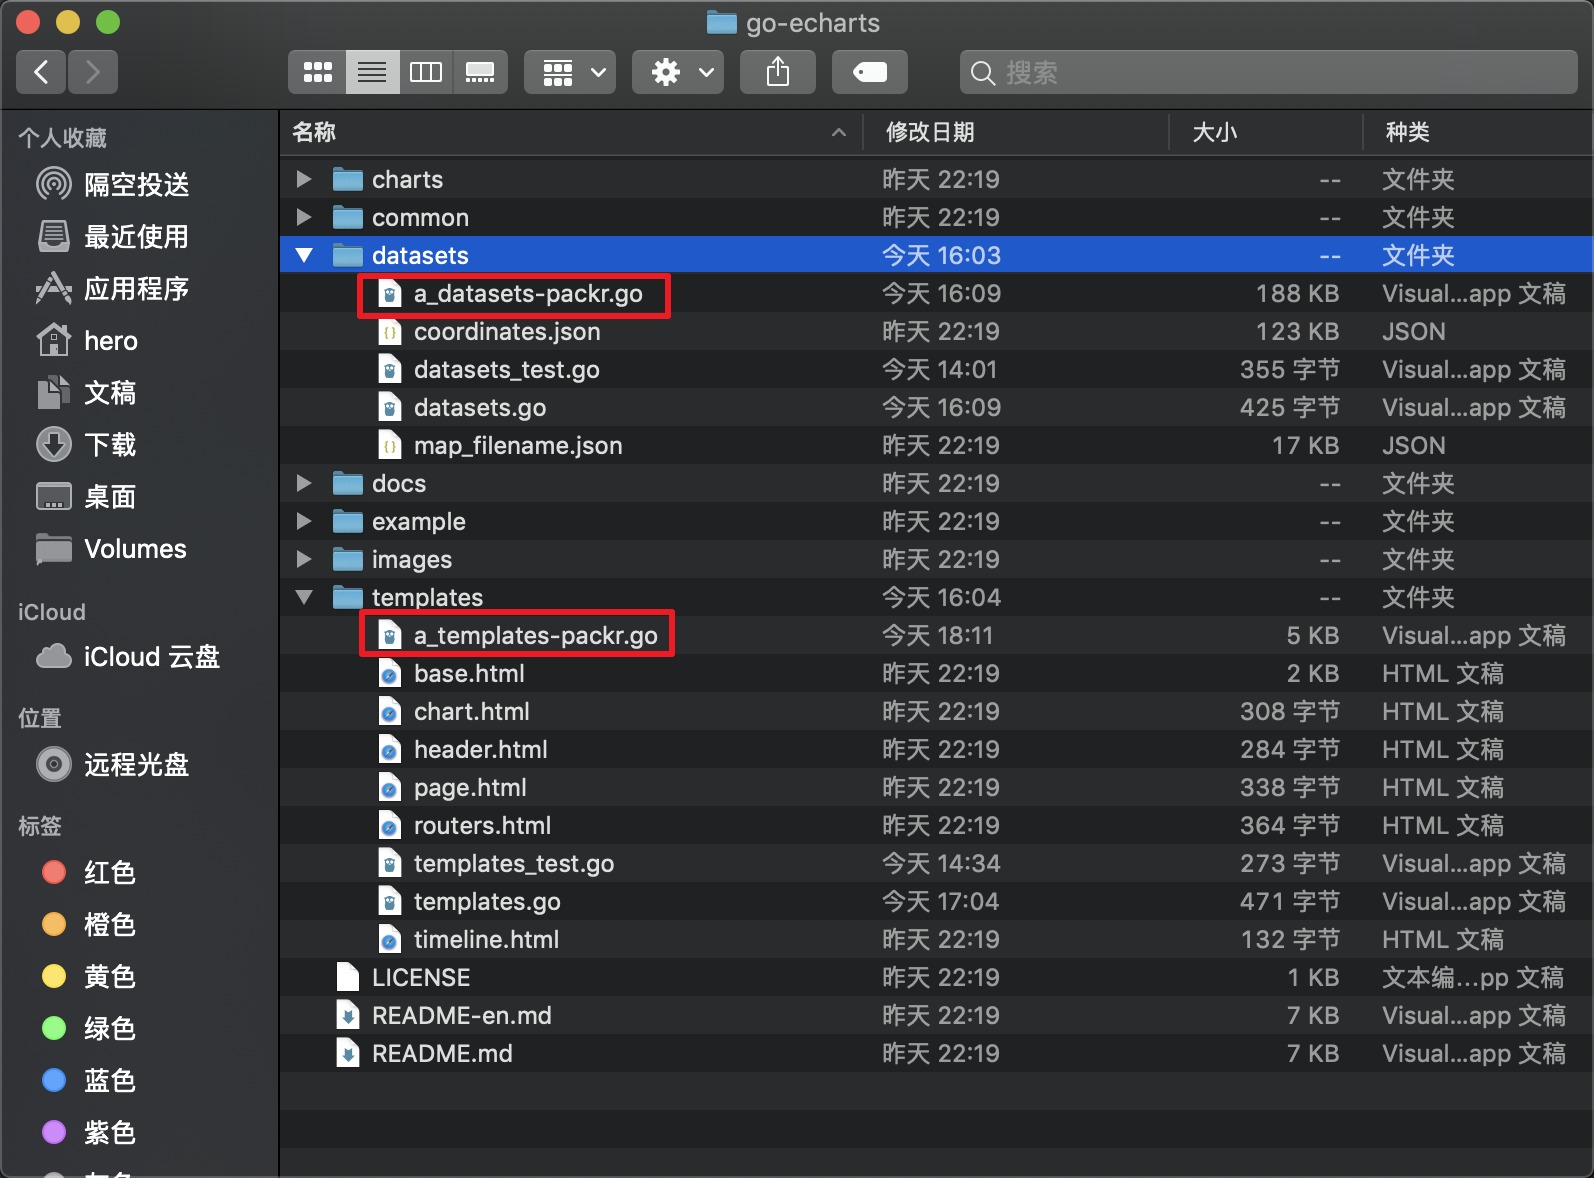 go-echarts
搜索
个人收藏
隔空投送
最近使用
应用程序
hero
文稿
下载
桌面
Volumes
iCloud
iCloud 云盘
位置
远程光盘
标签
红色
橙色
黄色
绿色
蓝色
紫色
名称 修改日期 大小 种类
charts 昨天 22:19 -- 文件夹
common 昨天 22:19 -- 文件夹
datasets 今天 16:03 -- 文件夹
a_datasets-packr.go 今天 16:09 188 KB Visual...app 文稿
coordinates.json 昨天 22:19 123 KB JSON
datasets_test.go 今天 14:01 355 字节 Visual...app 文稿
datasets.go 今天 16:09 425 字节 Visual...app 文稿
map_filename.json 昨天 22:19 17 KB JSON
docs 昨天 22:19 -- 文件夹
example 昨天 22:19 -- 文件夹
images 昨天 22:19 -- 文件夹
templates 今天 16:04 -- 文件夹
a_templates-packr.go 今天 18:11 5 KB Visual...app 文稿
base.html 昨天 22:19 2 KB HTML 文稿
chart.html 昨天 22:19 308 字节 HTML 文稿
header.html 昨天 22:19 284 字节 HTML 文稿
page.html 昨天 22:19 338 字节 HTML 文稿
routers.html 昨天 22:19 364 字节 HTML 文稿
templates_test.go 今天 14:34 273 字节 Visual...app 文稿
templates.go 今天 17:04 471 字节 Visual...app 文稿
timeline.html 昨天 22:19 132 字节 HTML 文稿
LICENSE 昨天 22:19 1 KB 文本编...pp 文稿
README-en.md 昨天 22:19 7 KB Visual...app 文稿
README.md 昨天 22:19 7 KB Visual...app 文稿